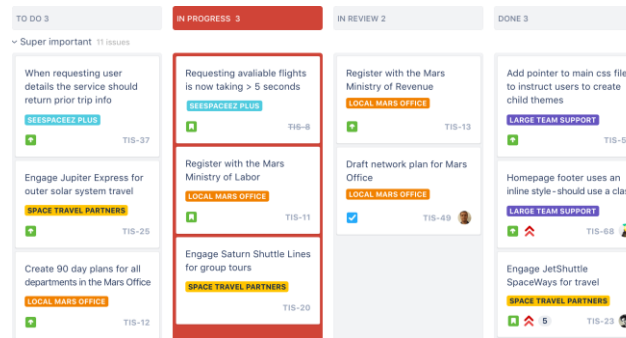 TO DO 3
IN PROGRESS 3
IN REVIEW 2
DONE 3
Super important 11 issues
When requesting user
details the service should
return prior trip info
SEESPACEEZ PLUS
TIS-37
Engage Jupiter Express for
outer solar system travel
SPACE TRAVEL PARTNERS
TIS-25
Create 90 day plans for all
departments in the Mars Office
LOCAL MARS OFFICE
TIS-12
Requesting avaliable flights
is now taking > 5 seconds
SEESPACEEZ PLUS
TIS-8
Register with the Mars
Ministry of Labor
LOCAL MARS OFFICE
TIS-11
Engage Saturn Shuttle Lines
for group tours
SPACE TRAVEL PARTNERS
TIS-20
Register with the Mars
Ministry of Revenue
LOCAL MARS OFFICE
TIS-13
Draft network plan for Mars
Office
LOCAL MARS OFFICE
TIS-49
Add pointer to main css file
to instruct users to create
child themes
LARGE TEAM SUPPORT
TIS-5
Homepage footer uses an
inline style-should use a clas
LARGE TEAM SUPPORT
TIS-68
Engage JetShuttle
SpaceWays for travel
SPACE TRAVEL PARTNERS
5
TIS-23